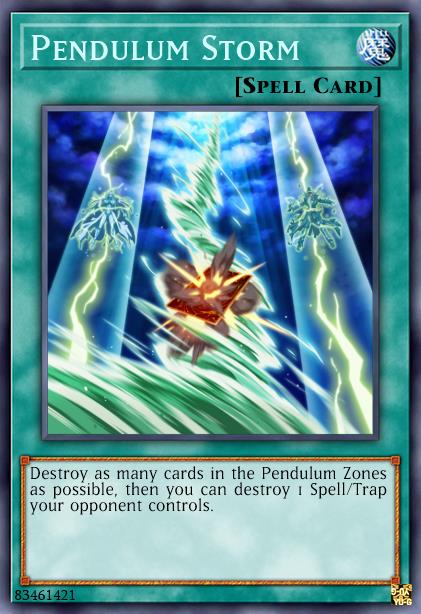 Pendulum Storm
魔
[Spell Card]
Destroy as many cards in the Pendulum Zones
as possible, then you can destroy 1 Spell/Trap
your opponent controls.
83461421